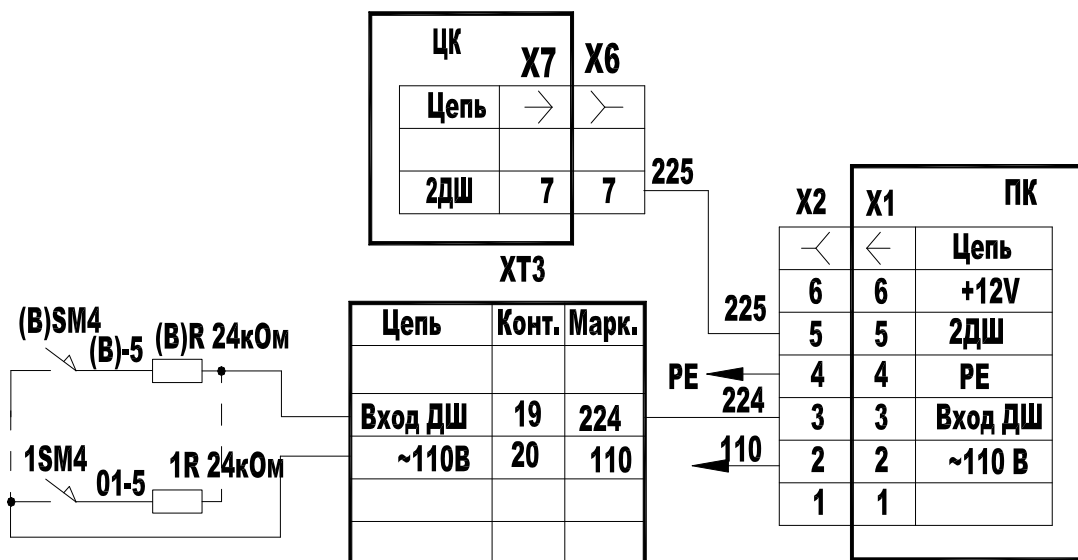 ЦК
X7 X6
Цепь
2ДШ 7 7
225
XT3
Цепь Конт. Марк.
Вход ДШ 19 224
~110В 20 110
(В)SM4
(В)-5
(В)R 24кОм
1SM4
01-5
1R 24кОм
X2 X1 ПК
Цепь
6 6 +12V
225
5 5 2ДШ
PE
4 4 PE
224
3 3 Вход ДШ
110
2 2 ~110 В
1 1